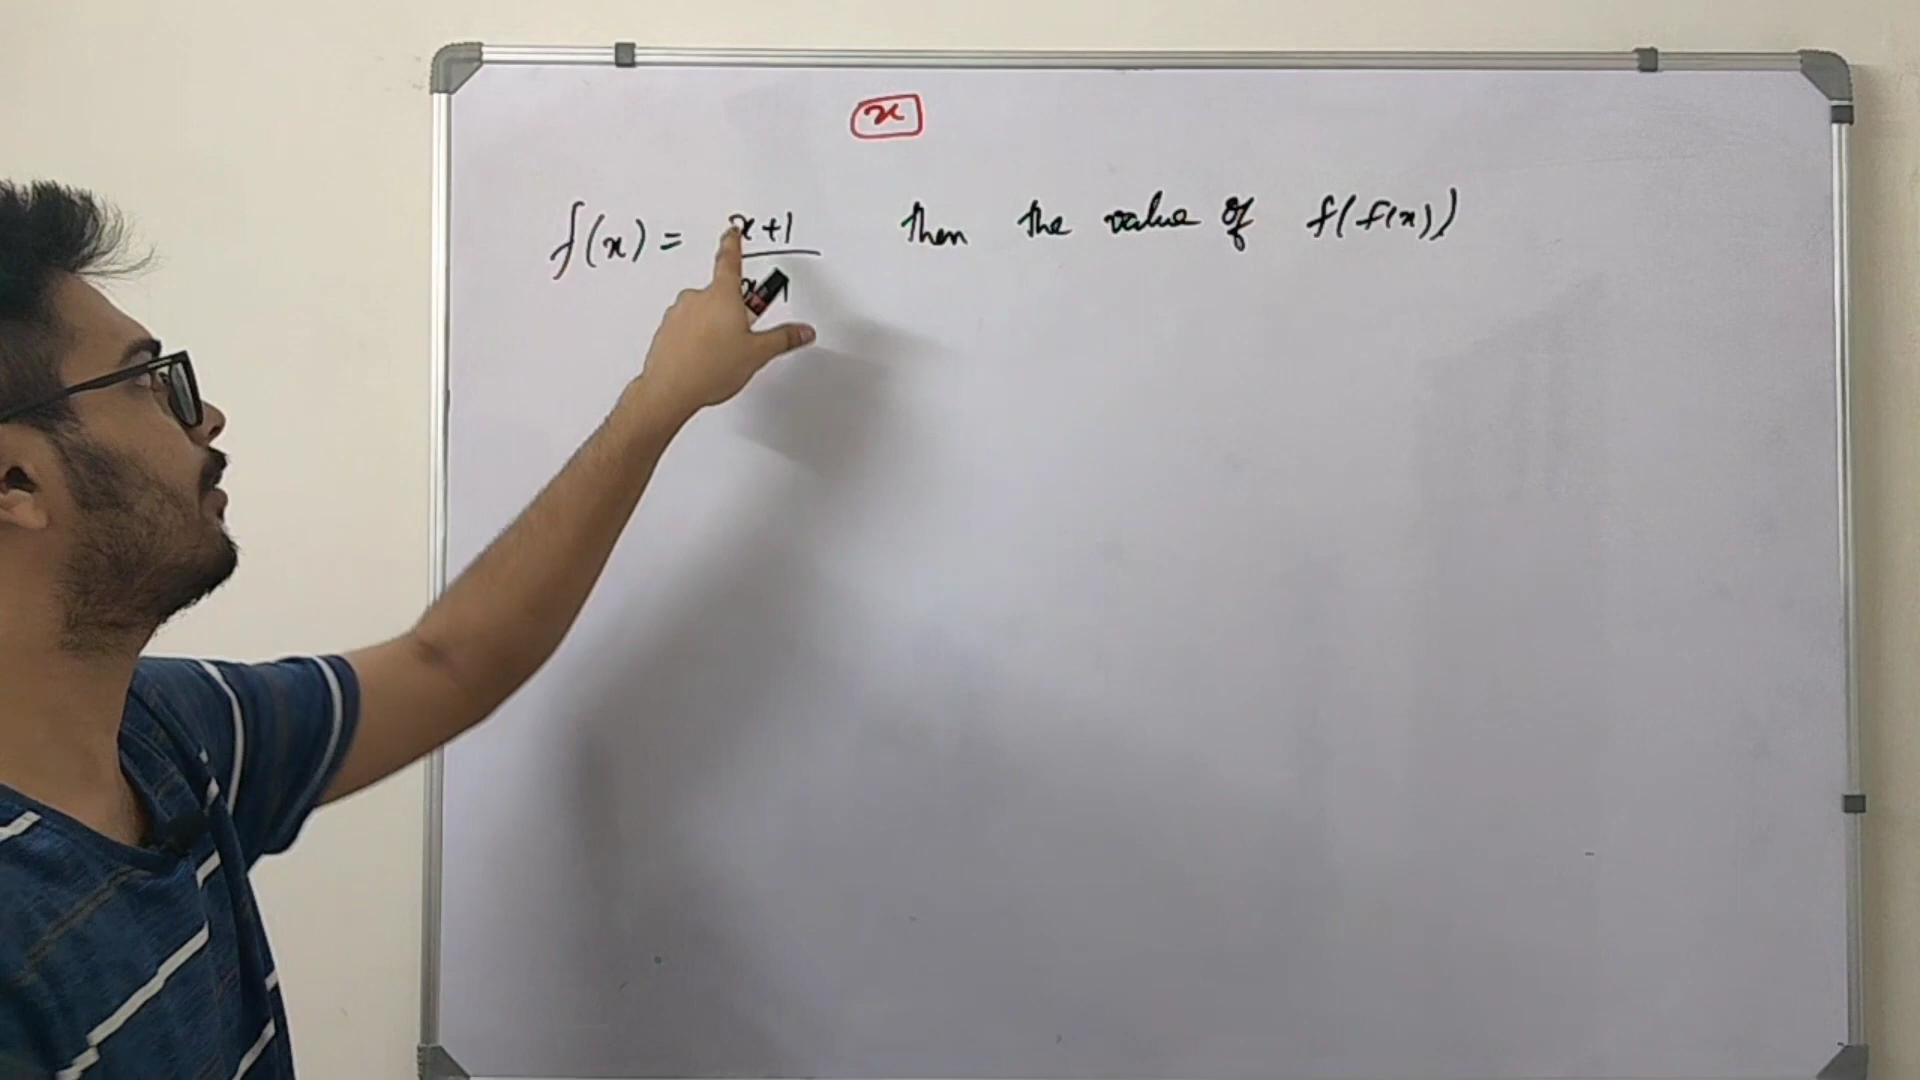 x
f(x) = x+1 then the value of f(f(x))